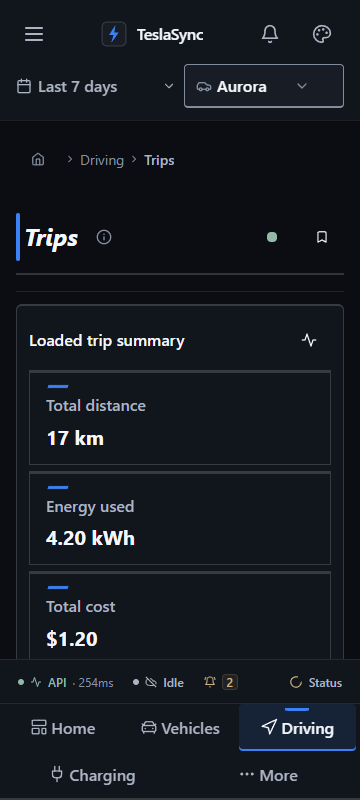 TeslaSync
Last 7 days
Aurora
Driving
Trips
Trips
Loaded trip summary
Total distance
17 km
Energy used
4.20 kWh
Total cost
$1.20
API · 254ms
Idle
2
Status
Home
Vehicles
Driving
Charging
More